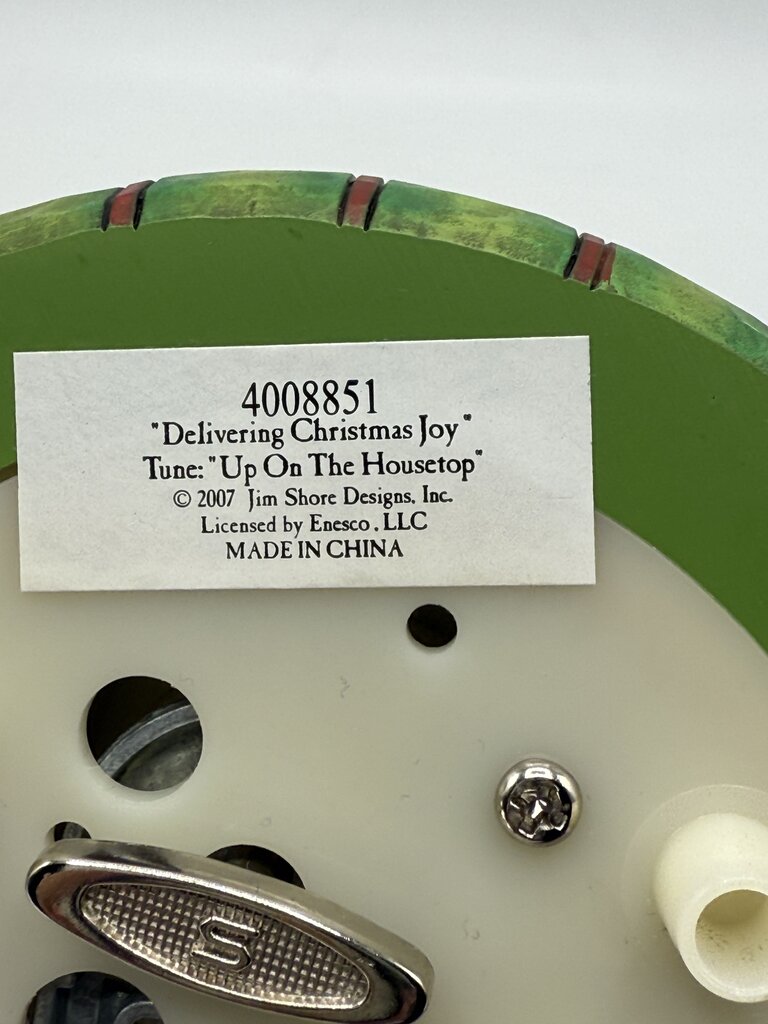 4008851
"Delivering Christmas Joy"
Tune: "Up On The Housetop"
© 2007 Jim Shore Designs, Inc.
Licensed by Enesco, LLC
MADE IN CHINA
S